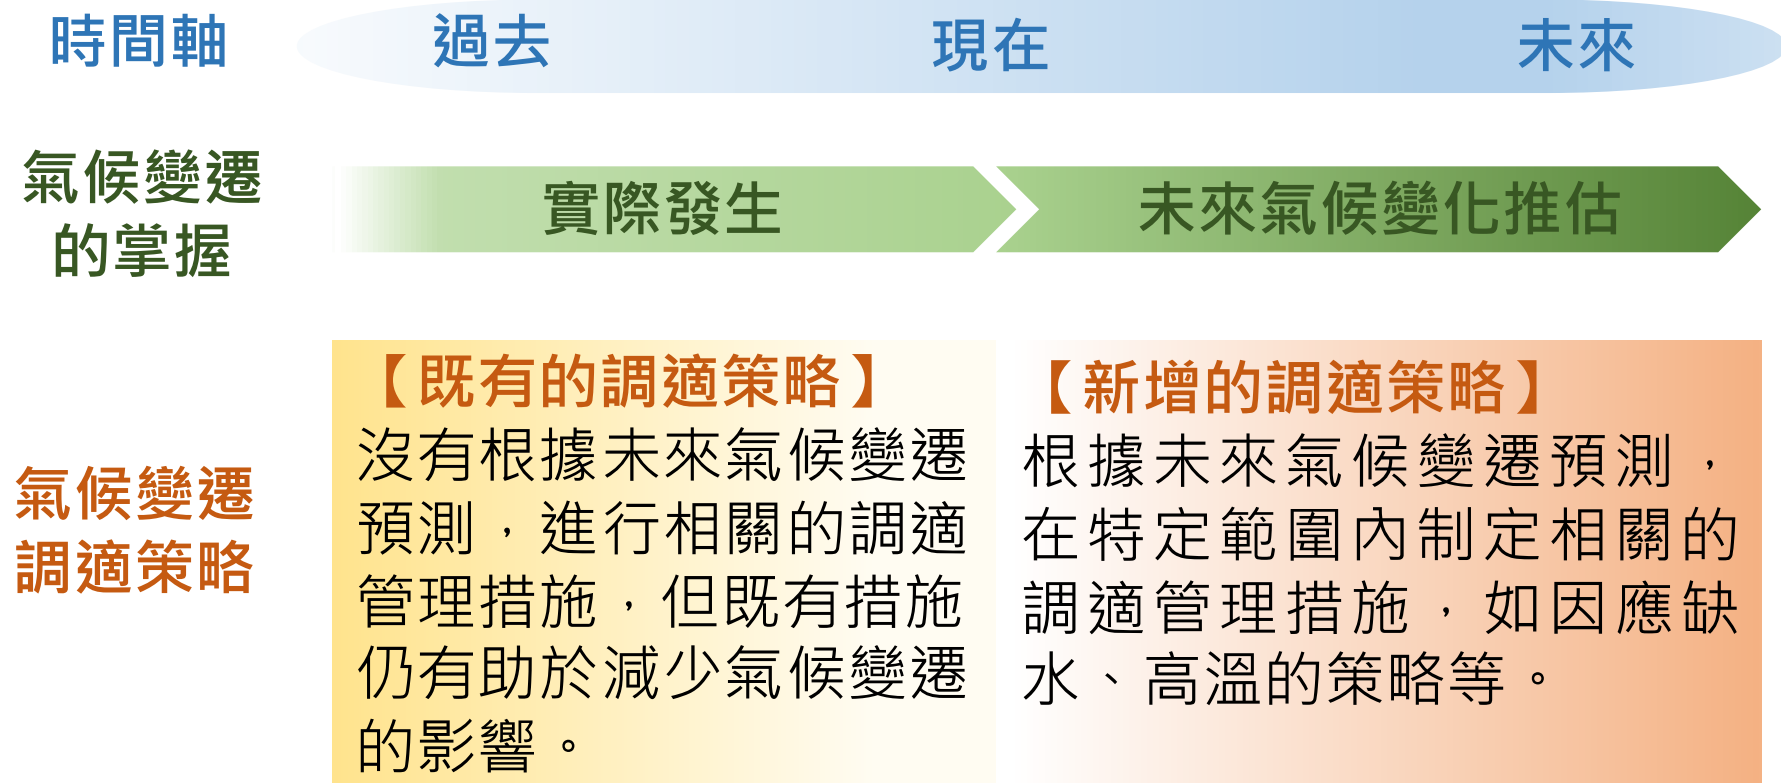 時間軸
過去
現在
未來
氣候變遷
的掌握
實際發生
未來氣候變化推估
氣候變遷
調適策略
【既有的調適策略】
沒有根據未來氣候變遷
預測，進行相關的調適
管理措施，但既有措施
仍有助於減少氣候變遷
的影響。
【新增的調適策略】
根據未來氣候變遷預測，
在特定範圍內制定相關的
調適管理措施，如因應缺
水、高溫的策略等。